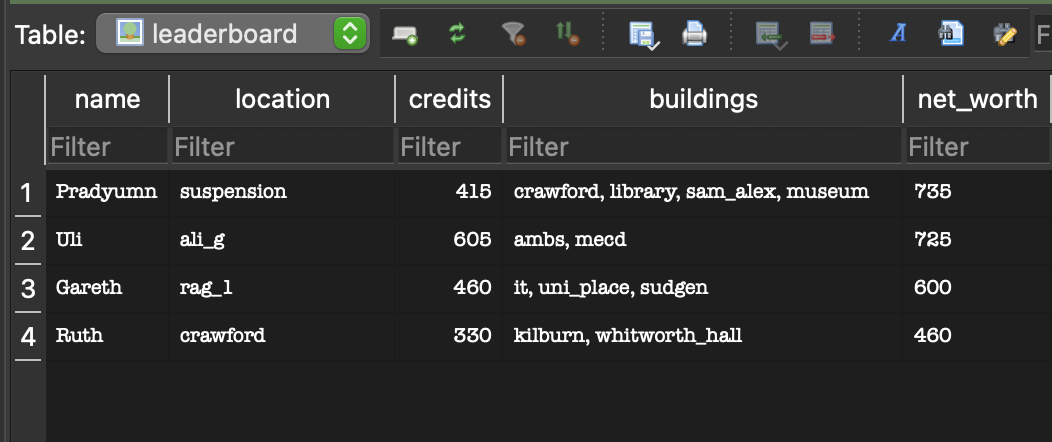 Table: leaderboard F
name location credits buildings net_worth
Filter Filter Filter Filter Filter
1 Pradyumn suspension 415 crawford, library, sam_alex, museum 735
2 Uli ali_g 605 ambs, mecd 725
3 Gareth rag_1 460 it, uni_place, sudgen 600
4 Ruth crawford 330 kilburn, whitworth_hall 460